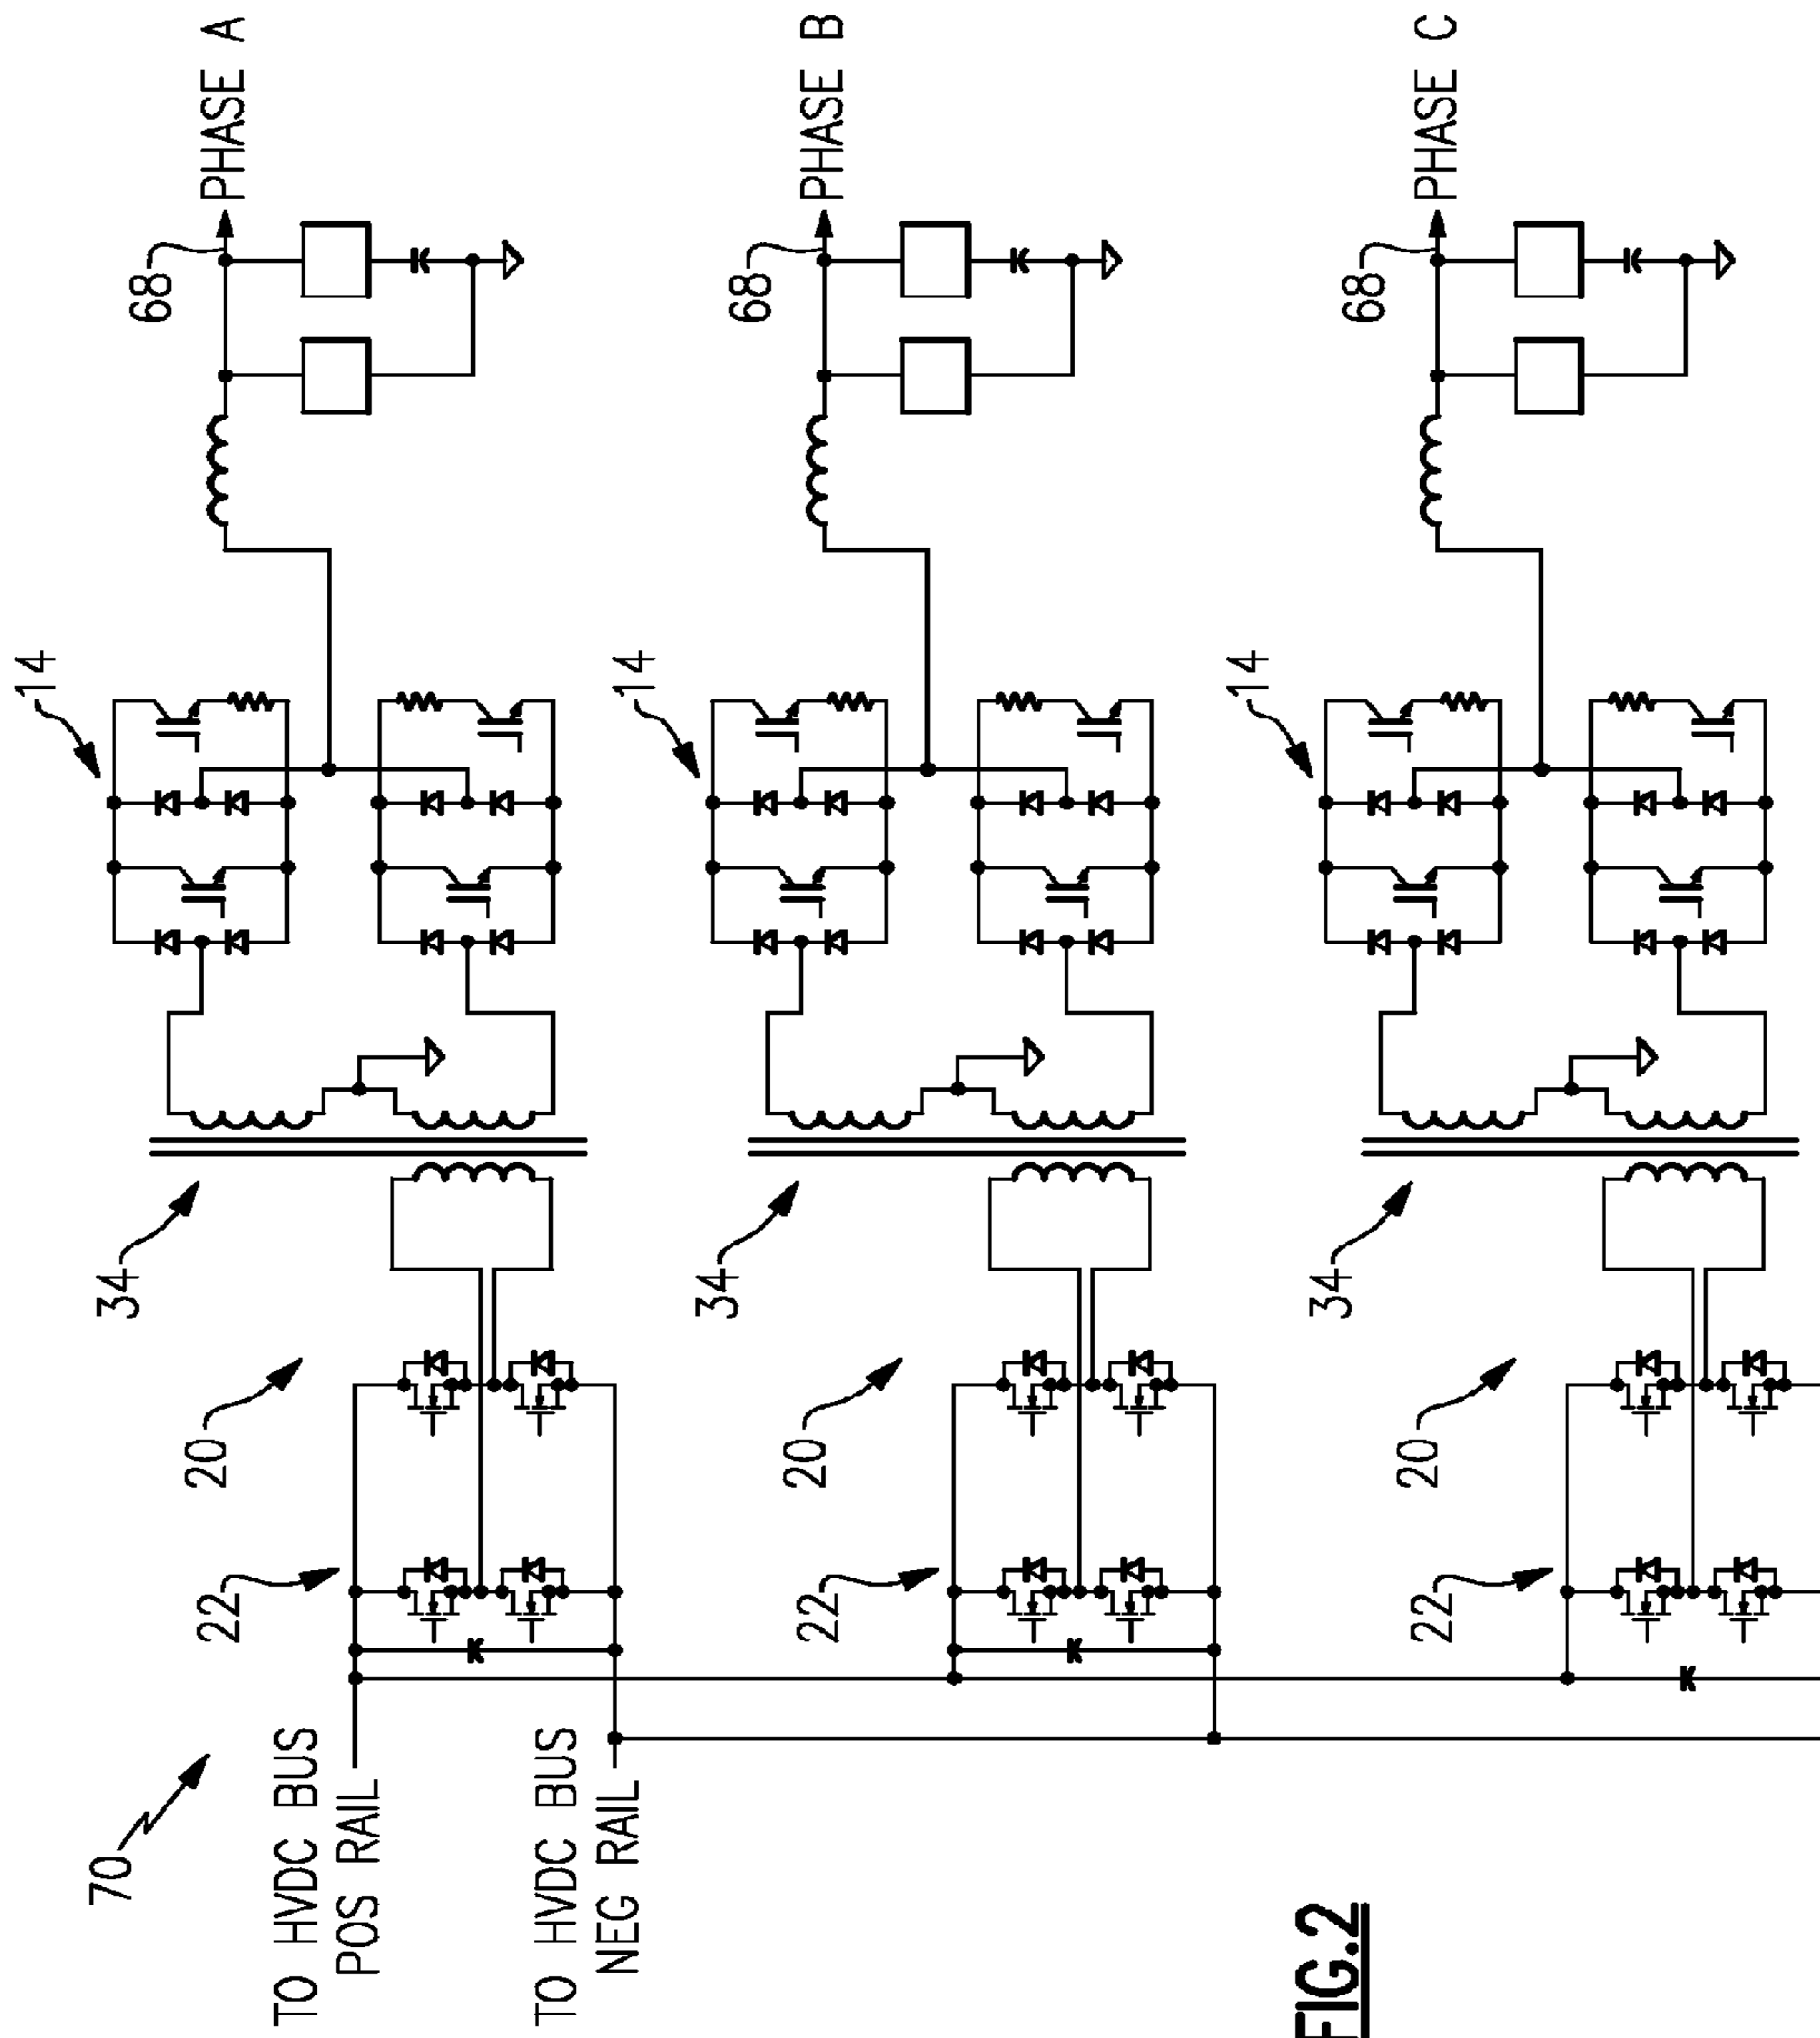 70
TO HVDC BUS
POS RAIL
TO HVDC BUS
NEG RAIL
22
20
34
14
68
PHASE A
22
20
34
14
68
PHASE B
22
20
34
14
68
PHASE C
FIG.2